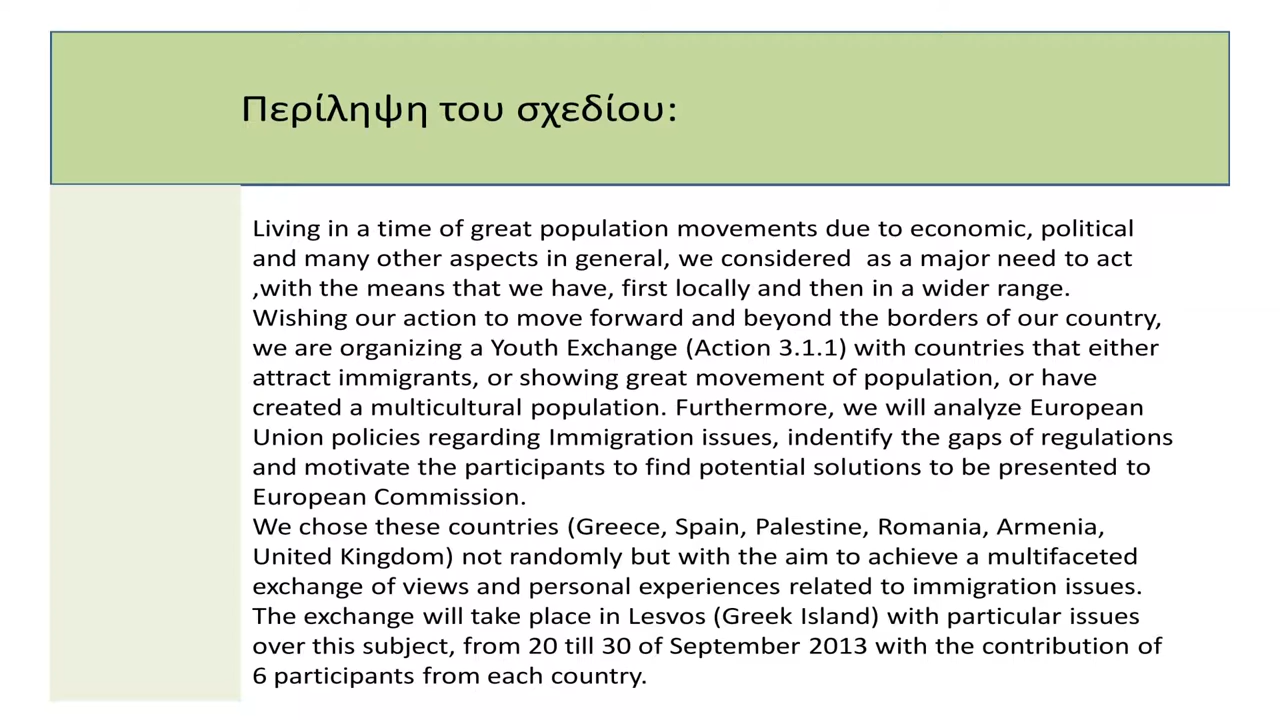 Περίληψη του σχεδίου:
Living in a time of great population movements due to economic, political
and many other aspects in general, we considered  as a major need to act
,with the means that we have, first locally and then in a wider range.
Wishing our action to move forward and beyond the borders of our country,
we are organizing a Youth Exchange (Action 3.1.1) with countries that either
attract immigrants, or showing great movement of population, or have
created a multicultural population. Furthermore, we will analyze European
Union policies regarding Immigration issues, indentify the gaps of regulations
and motivate the participants to find potential solutions to be presented to
European Commission.
We chose these countries (Greece, Spain, Palestine, Romania, Armenia,
United Kingdom) not randomly but with the aim to achieve a multifaceted
exchange of views and personal experiences related to immigration issues.
The exchange will take place in Lesvos (Greek Island) with particular issues
over this subject, from 20 till 30 of September 2013 with the contribution of
6 participants from each country.